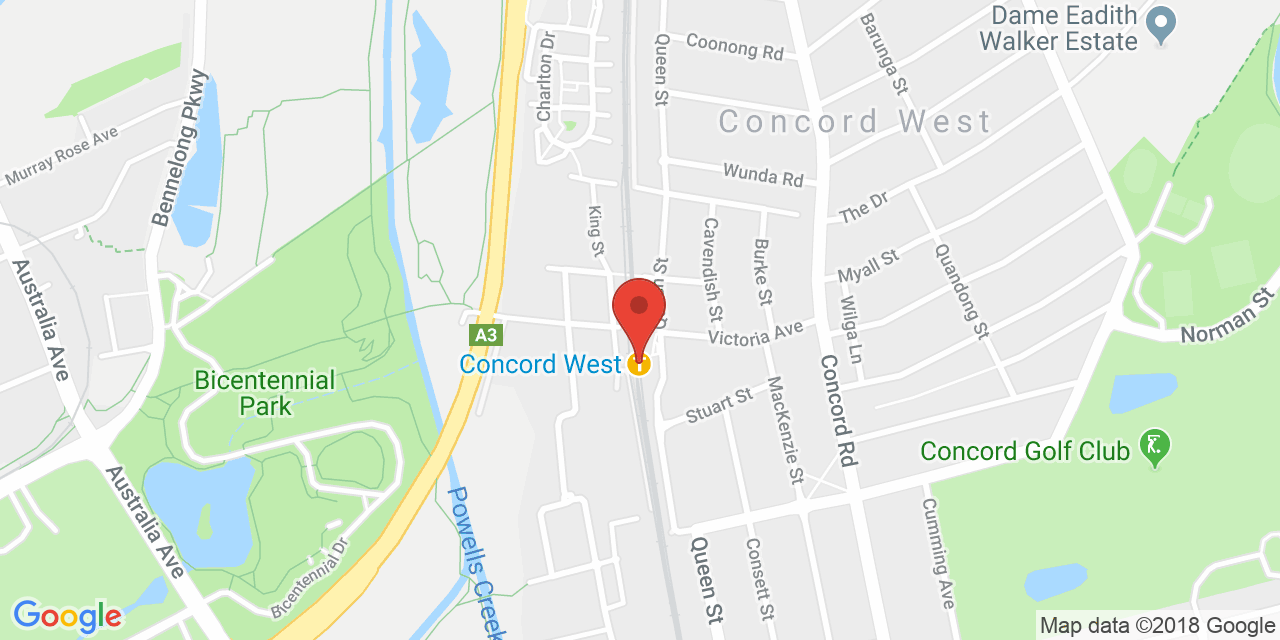 Dame Eadith
Walker Estate
Barunga St
Coonong Rd
Queen St
Charlton Dr
Concord West
Bennelong Pkwy
Murray Rose Ave
Wunda Rd
The Dr
King St
Cavendish St
Burke St
Myall St
Quandong St
Wilga Ln
Norman St
Australia Ave
A3
Victoria Ave
Concord West
Bicentennial
Park
Stuart St
MacKenzie St
Concord Rd
Concord Golf Club
Australia Ave
Powells Creek
Bicentennial Dr
Queen St
Consett St
Cumming Ave
Google
Map data ©2018 Google